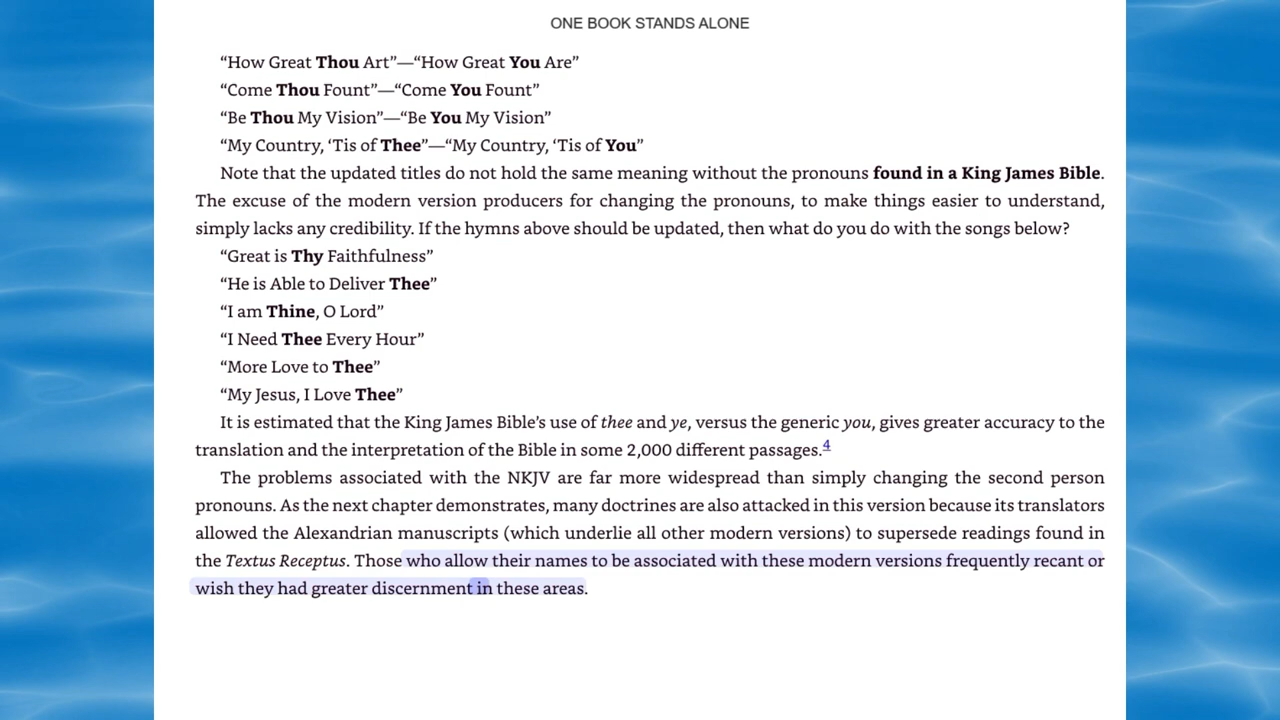 ONE BOOK STANDS ALONE
“How Great Thou Art”—“How Great You Are”
“Come Thou Fount”—“Come You Fount”
“Be Thou My Vision”—“Be You My Vision”
“My Country, ‘Tis of Thee”—“My Country, ‘Tis of You”
Note that the updated titles do not hold the same meaning without the pronouns found in a King James Bible.
The excuse of the modern version producers for changing the pronouns, to make things easier to understand,
simply lacks any credibility. If the hymns above should be updated, then what do you do with the songs below?
“Great is Thy Faithfulness”
“He is Able to Deliver Thee”
“I am Thine, O Lord”
“I Need Thee Every Hour”
“More Love to Thee”
“My Jesus, I Love Thee”
It is estimated that the King James Bible’s use of thee and ye, versus the generic you, gives greater accuracy to the
translation and the interpretation of the Bible in some 2,000 different passages.4
The problems associated with the NKJV are far more widespread than simply changing the second person
pronouns. As the next chapter demonstrates, many doctrines are also attacked in this version because its translators
allowed the Alexandrian manuscripts (which underlie all other modern versions) to supersede readings found in
the Textus Receptus. Those who allow their names to be associated with these modern versions frequently recant or
wish they had greater discernment in these areas.